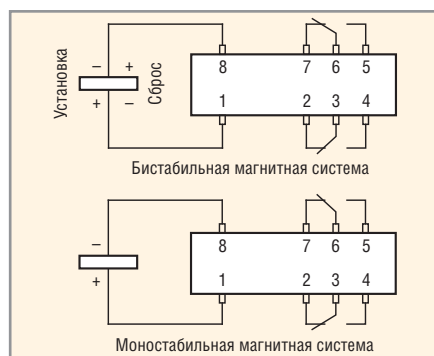 Установка
– +
+ –
Сброс
8 7 6 5
1 2 3 4
Бистабильная магнитная система
–
+
8 7 6 5
1 2 3 4
Моностабильная магнитная система